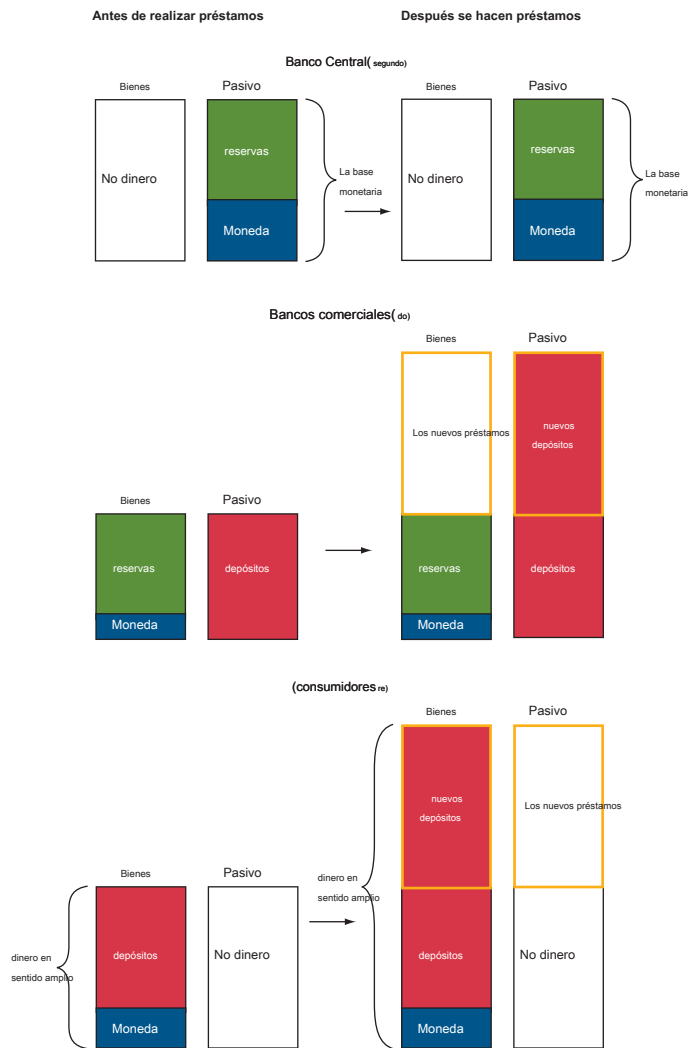 Antes de realizar préstamos
Después se hacen préstamos
Banco Central( segundo)
Bienes
Pasivo
Bienes
Pasivo
No dinero
reservas
Moneda
La base
monetaria
No dinero
reservas
Moneda
La base
monetaria
Bancos comerciales( do)
Bienes
Pasivo
Los nuevos préstamos
nuevos
depósitos
Bienes
Pasivo
reservas
Moneda
depósitos
reservas
Moneda
depósitos
(consumidores re)
Bienes
Pasivo
nuevos
depósitos
Los nuevos préstamos
dinero en
sentido amplio
Bienes
Pasivo
dinero en
sentido amplio
depósitos
Moneda
No dinero
depósitos
Moneda
No dinero